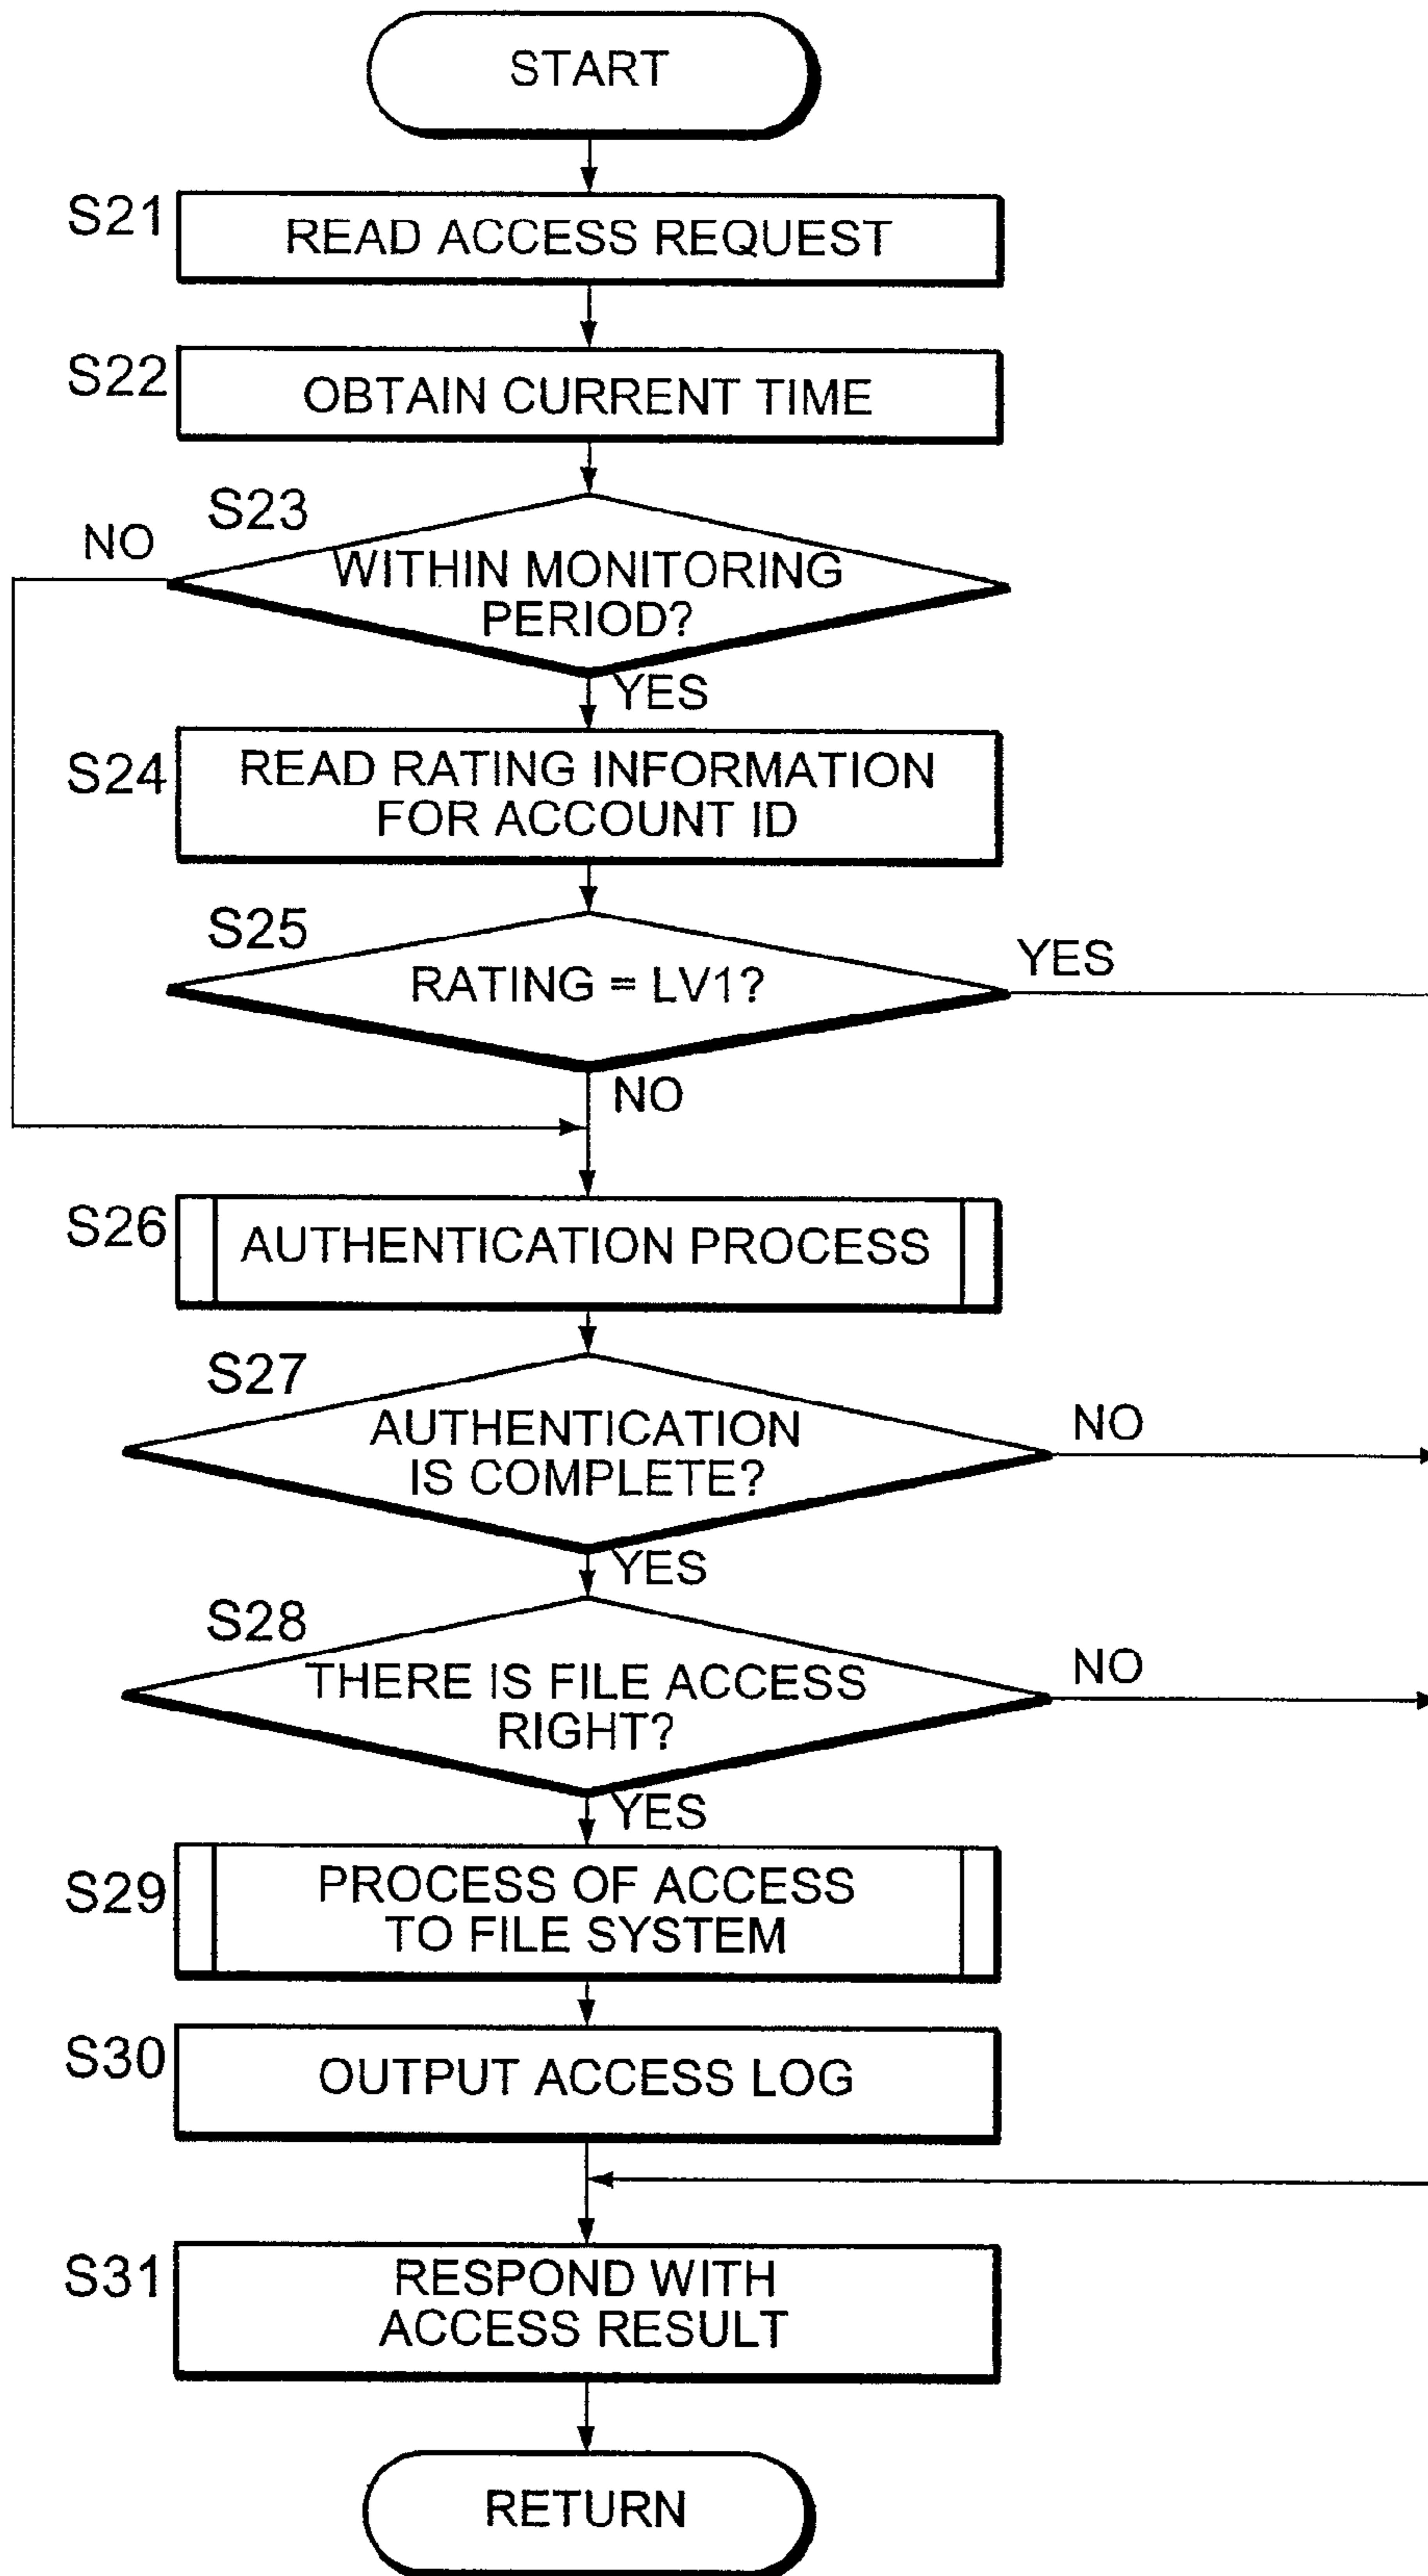 START
S21
READ ACCESS REQUEST
S22
OBTAIN CURRENT TIME
S23
NO
WITHIN MONITORING
PERIOD?
YES
S24
READ RATING INFORMATION
FOR ACCOUNT ID
S25
RATING = LV1?
YES
NO
S26
AUTHENTICATION PROCESS
S27
AUTHENTICATION
IS COMPLETE?
NO
YES
S28
THERE IS FILE ACCESS
RIGHT?
NO
YES
S29
PROCESS OF ACCESS
TO FILE SYSTEM
S30
OUTPUT ACCESS LOG
S31
RESPOND WITH
ACCESS RESULT
RETURN